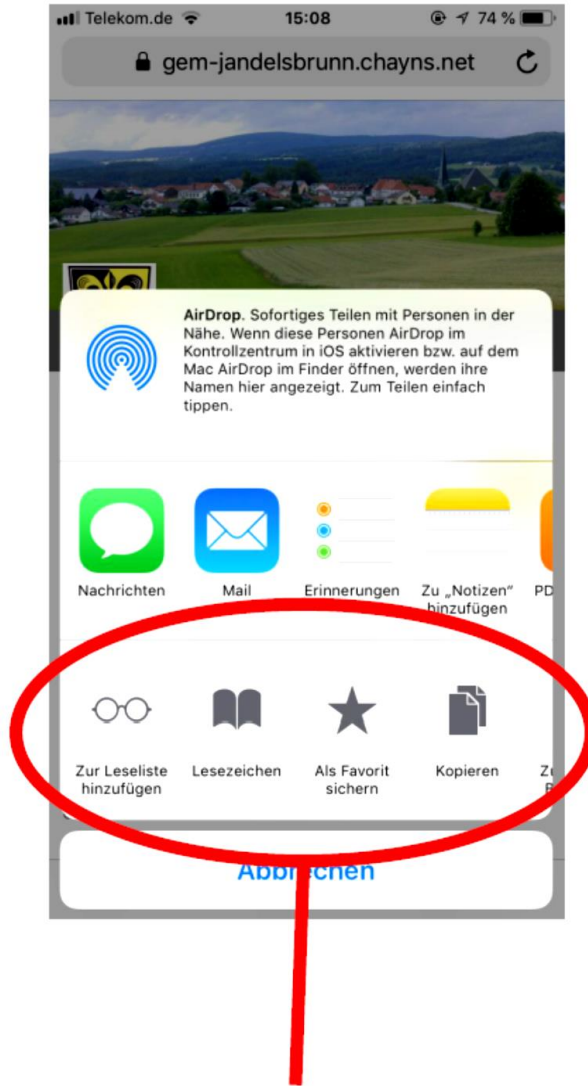 Telekom.de 15:08 74 %
gem-jandelsbrunn.chayns.net
AirDrop. Sofortiges Teilen mit Personen in der
Nähe. Wenn diese Personen AirDrop im
Kontrollzentrum in iOS aktivieren bzw. auf dem
Mac AirDrop im Finder öffnen, werden ihre
Namen hier angezeigt. Zum Teilen einfach
tippen.
Nachrichten Mail Erinnerungen Zu „Notizen“ PD
hinzufügen
Zur Leseliste Lesezeichen Als Favorit Kopieren
hinzufügen sichern
Abbrechen